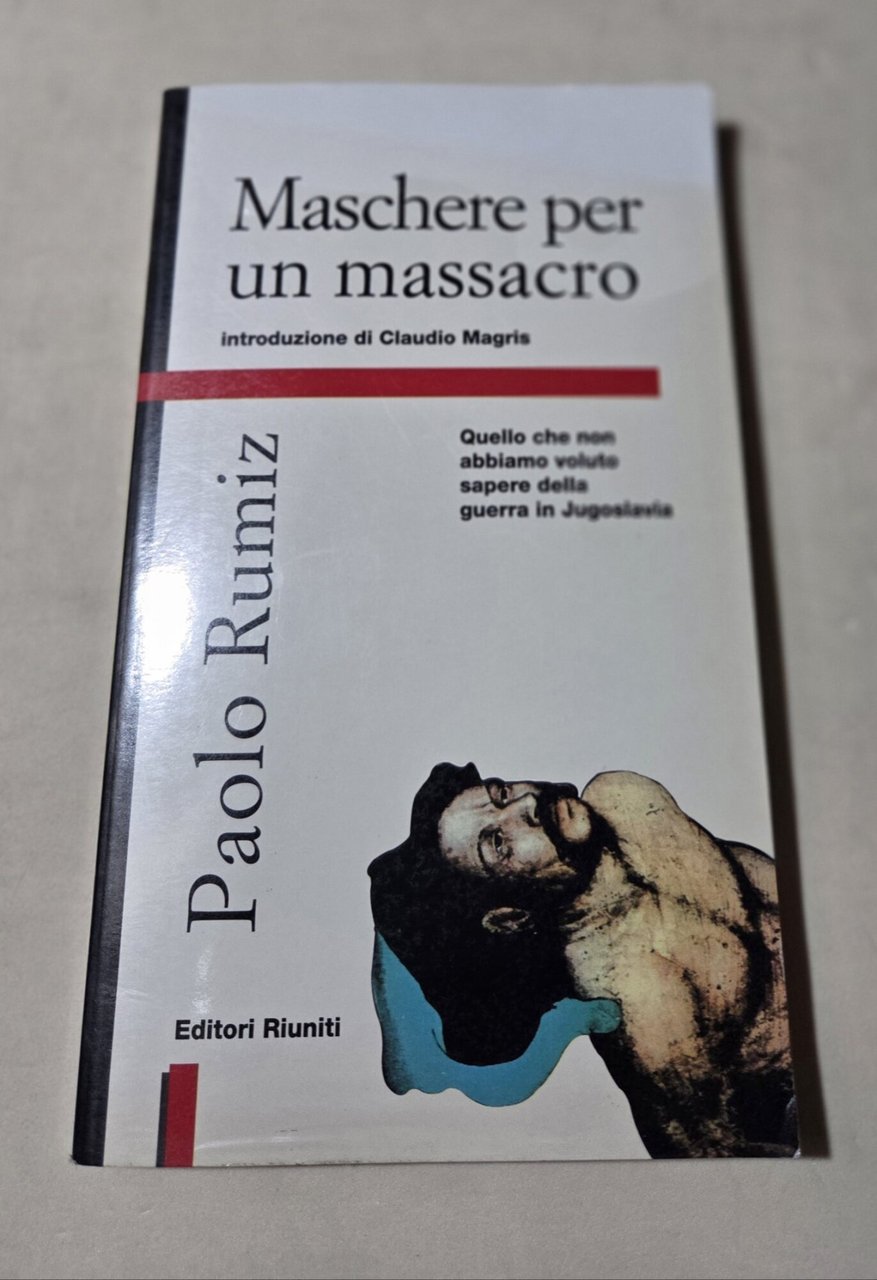 Maschere per
un massacro
introduzione di Claudio Magris
Quello che non
abbiamo voluto
sapere della
guerra in Jugoslavia
Paolo Rumiz
Editori Riuniti